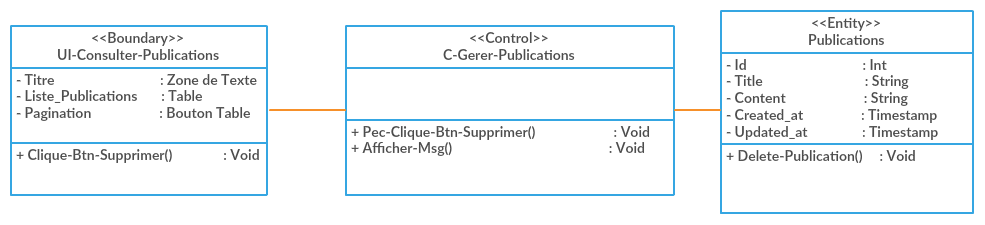 <<Boundary>>
UI-Consulter-Publications
- Titre : Zone de Texte
- Liste_Publications : Table
- Pagination : Bouton Table
+ Clique-Btn-Supprimer() : Void
<<Control>>
C-Gerer-Publications
+ Pec-Clique-Btn-Supprimer() : Void
+ Afficher-Msg() : Void
<<Entity>>
Publications
- Id : Int
- Title : String
- Content : String
- Created_at : Timestamp
- Updated_at : Timestamp
+ Delete-Publication() : Void